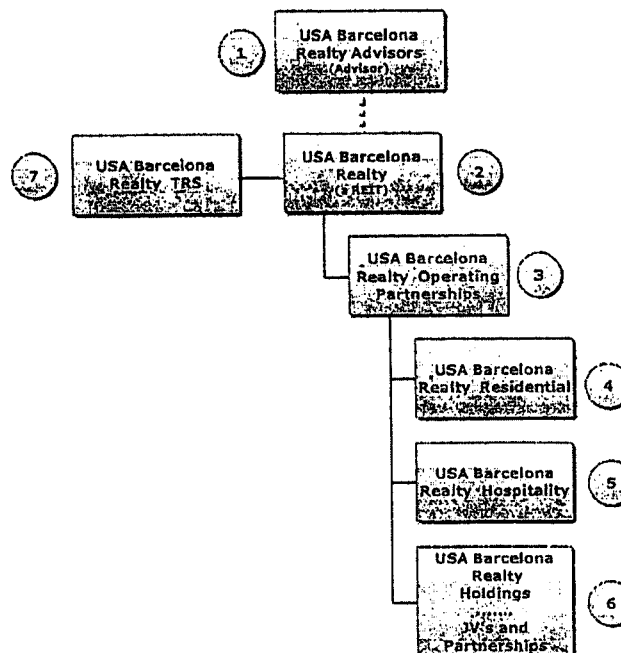 1
USA Barcelona
Realty Advisors
(Advisor)
7
USA Barcelona
Realty TRS
USA Barcelona
Realty
(a REIT)
2
USA Barcelona
Realty Operating
Partnerships
3
USA Barcelona
Realty Residential
4
USA Barcelona
Realty Hospitality
5
USA Barcelona
Realty
Holdings
.......
JV's and
Partnerships
6